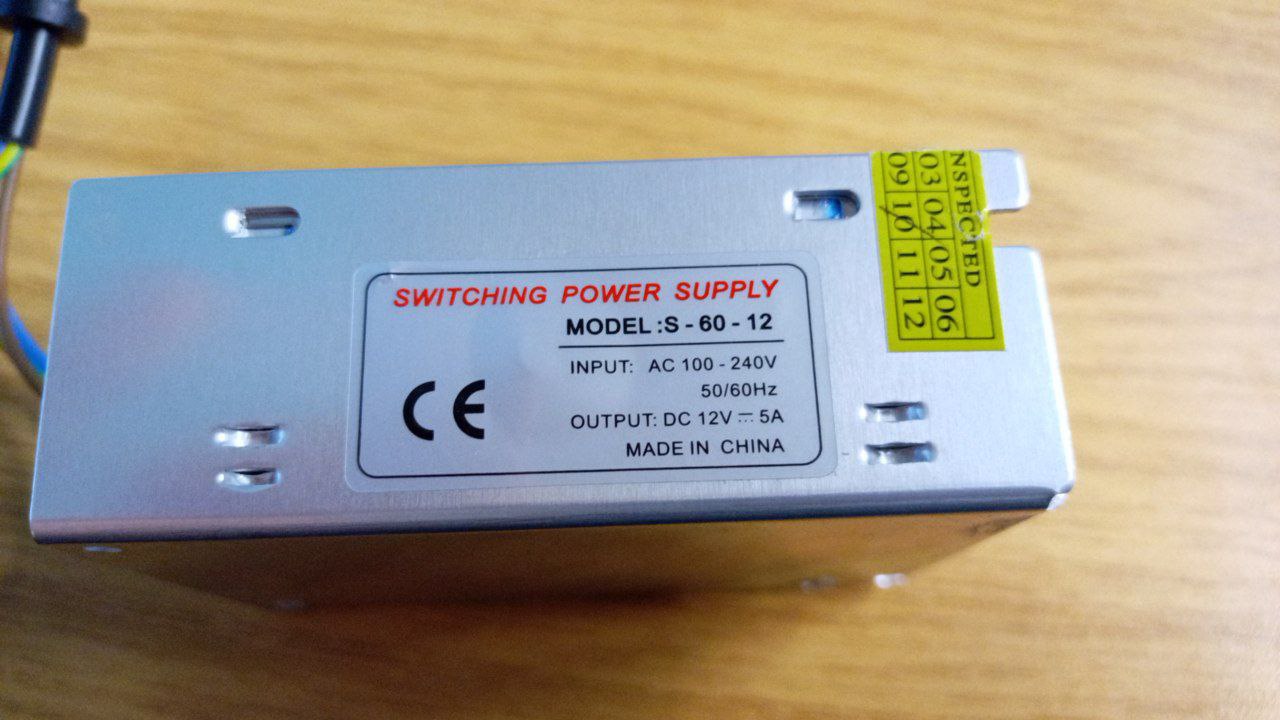 SWITCHING POWER SUPPLY
MODEL :S - 60 - 12
INPUT: AC 100 - 240V
50/60Hz
OUTPUT: DC 12V ⎓ 5A
MADE IN CHINA
CE
NSPECTED
03 04 05 06
09 10 11 12